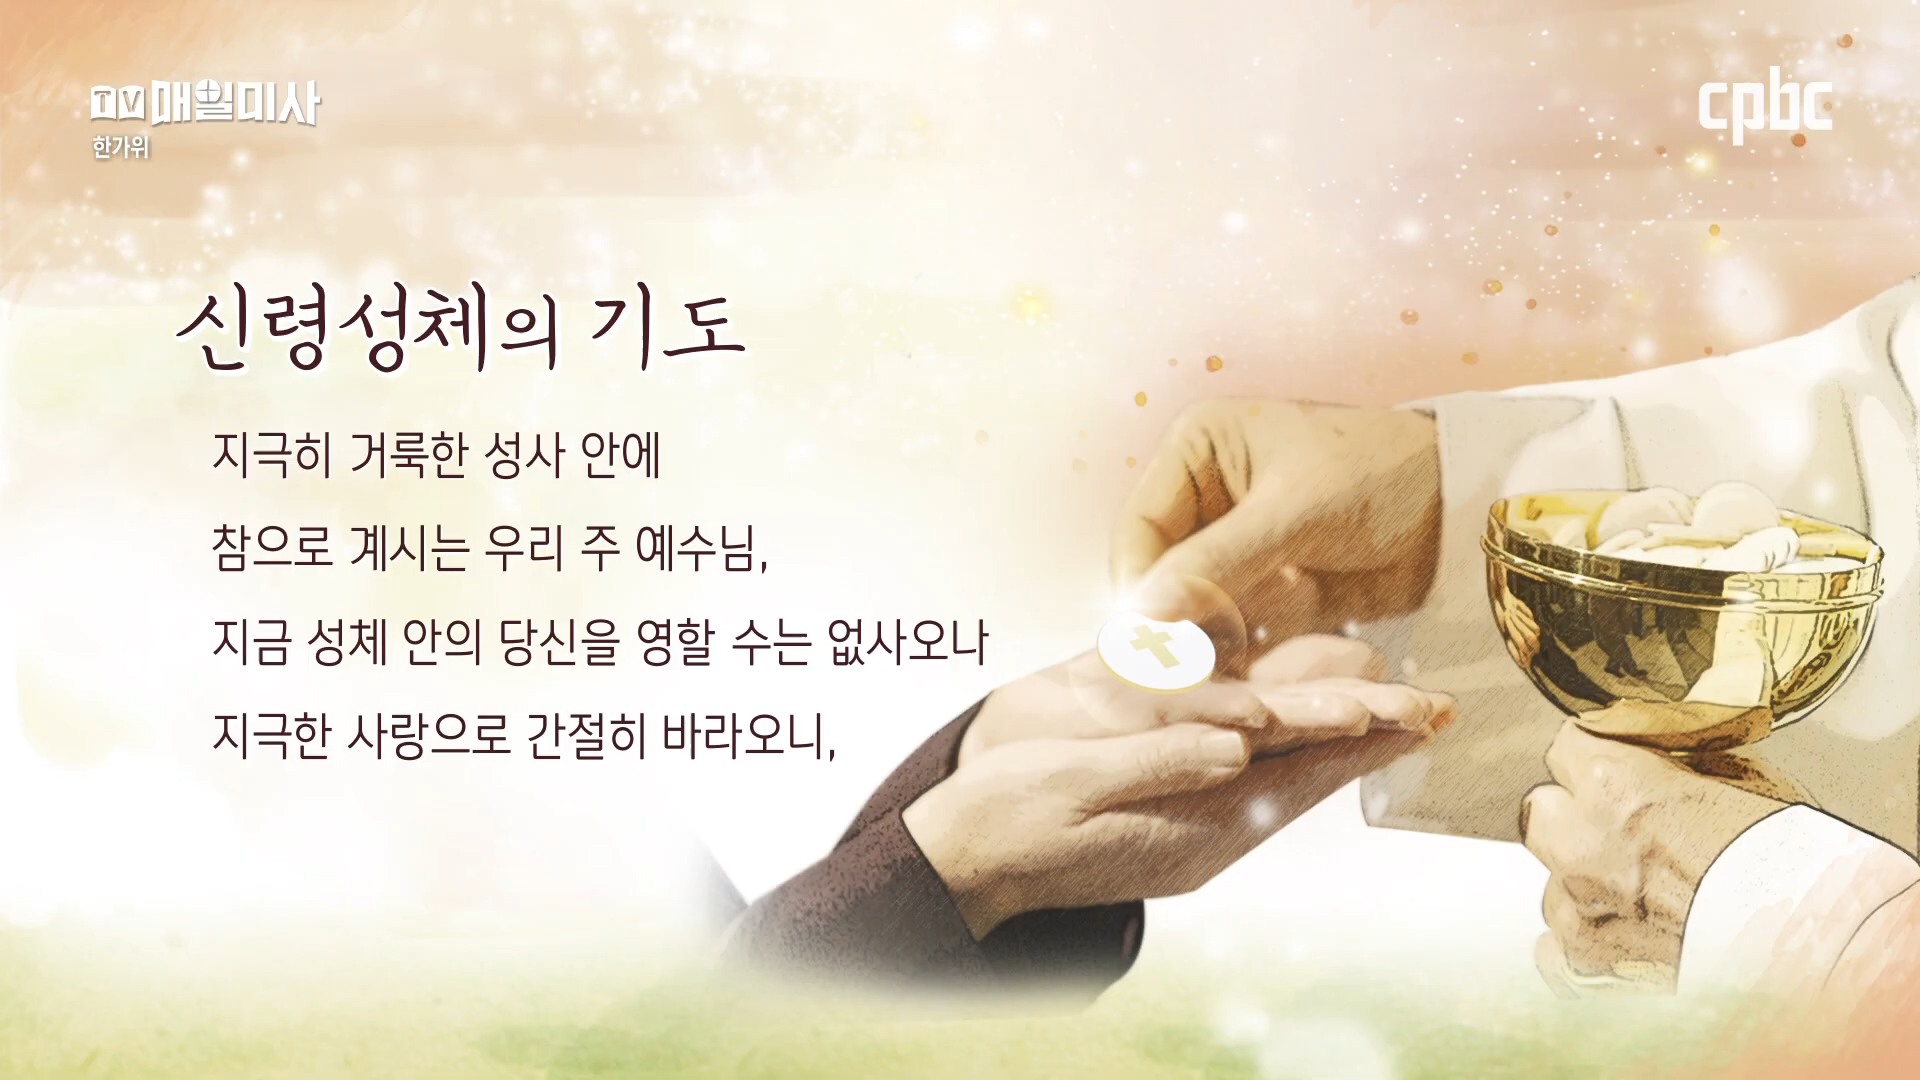 TV매일미사
한가위
cpbc
신령성체의 기도
지극히 거룩한 성사 안에
참으로 계시는 우리 주 예수님,
지금 성체 안의 당신을 영할 수는 없사오나
지극한 사랑으로 간절히 바라오니,